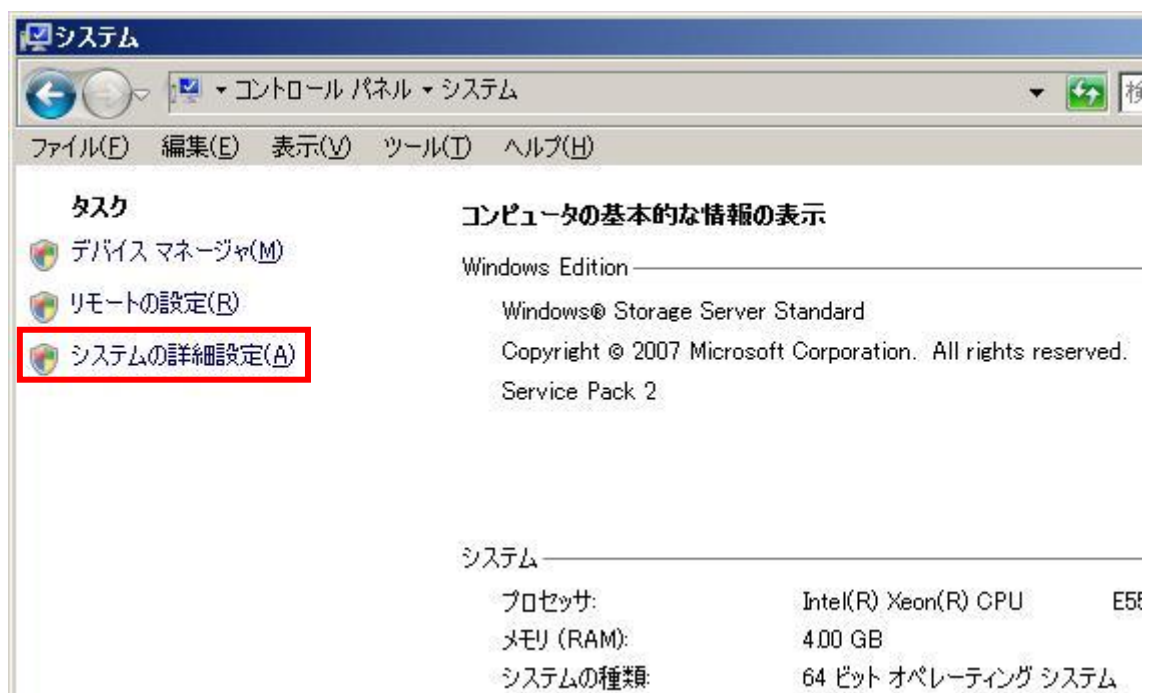 システム
コントロール パネル システム
検
ファイル(F) 編集(E) 表示(V) ツール(T) ヘルプ(H)
タスク
デバイス マネージャ(M)
リモートの設定(R)
システムの詳細設定(A)
コンピュータの基本的な情報の表示
Windows Edition
Windows® Storage Server Standard
Copyright © 2007 Microsoft Corporation. All rights reserved.
Service Pack 2
システム
プロセッサ: Intel(R) Xeon(R) CPU E55
メモリ (RAM): 4.00 GB
システムの種類: 64 ビット オペレーティング システム